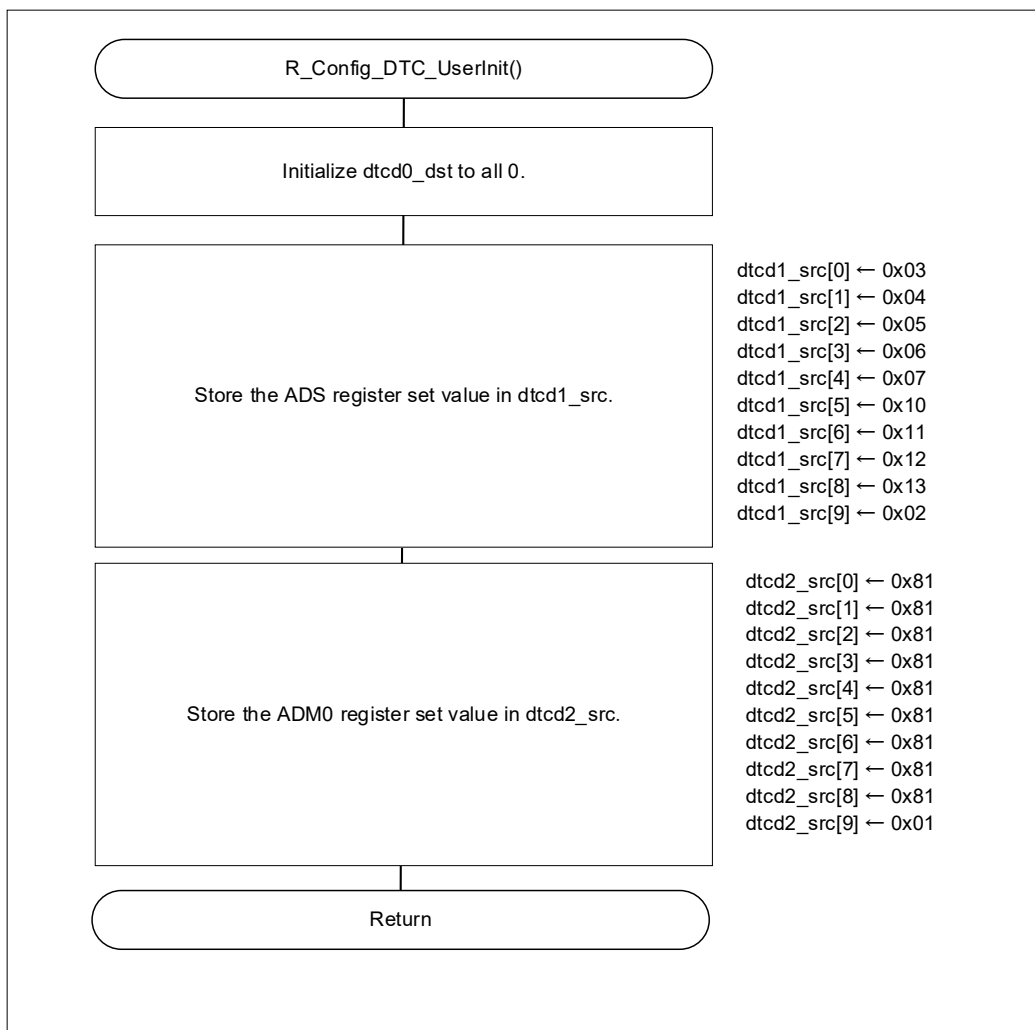 R_Config_DTC_UserInit()
Initialize dtcd0_dst to all 0.
Store the ADS register set value in dtcd1_src.
dtcd1_src[0] ← 0x03
dtcd1_src[1] ← 0x04
dtcd1_src[2] ← 0x05
dtcd1_src[3] ← 0x06
dtcd1_src[4] ← 0x07
dtcd1_src[5] ← 0x10
dtcd1_src[6] ← 0x11
dtcd1_src[7] ← 0x12
dtcd1_src[8] ← 0x13
dtcd1_src[9] ← 0x02
Store the ADM0 register set value in dtcd2_src.
dtcd2_src[0] ← 0x81
dtcd2_src[1] ← 0x81
dtcd2_src[2] ← 0x81
dtcd2_src[3] ← 0x81
dtcd2_src[4] ← 0x81
dtcd2_src[5] ← 0x81
dtcd2_src[6] ← 0x81
dtcd2_src[7] ← 0x81
dtcd2_src[8] ← 0x81
dtcd2_src[9] ← 0x01
Return